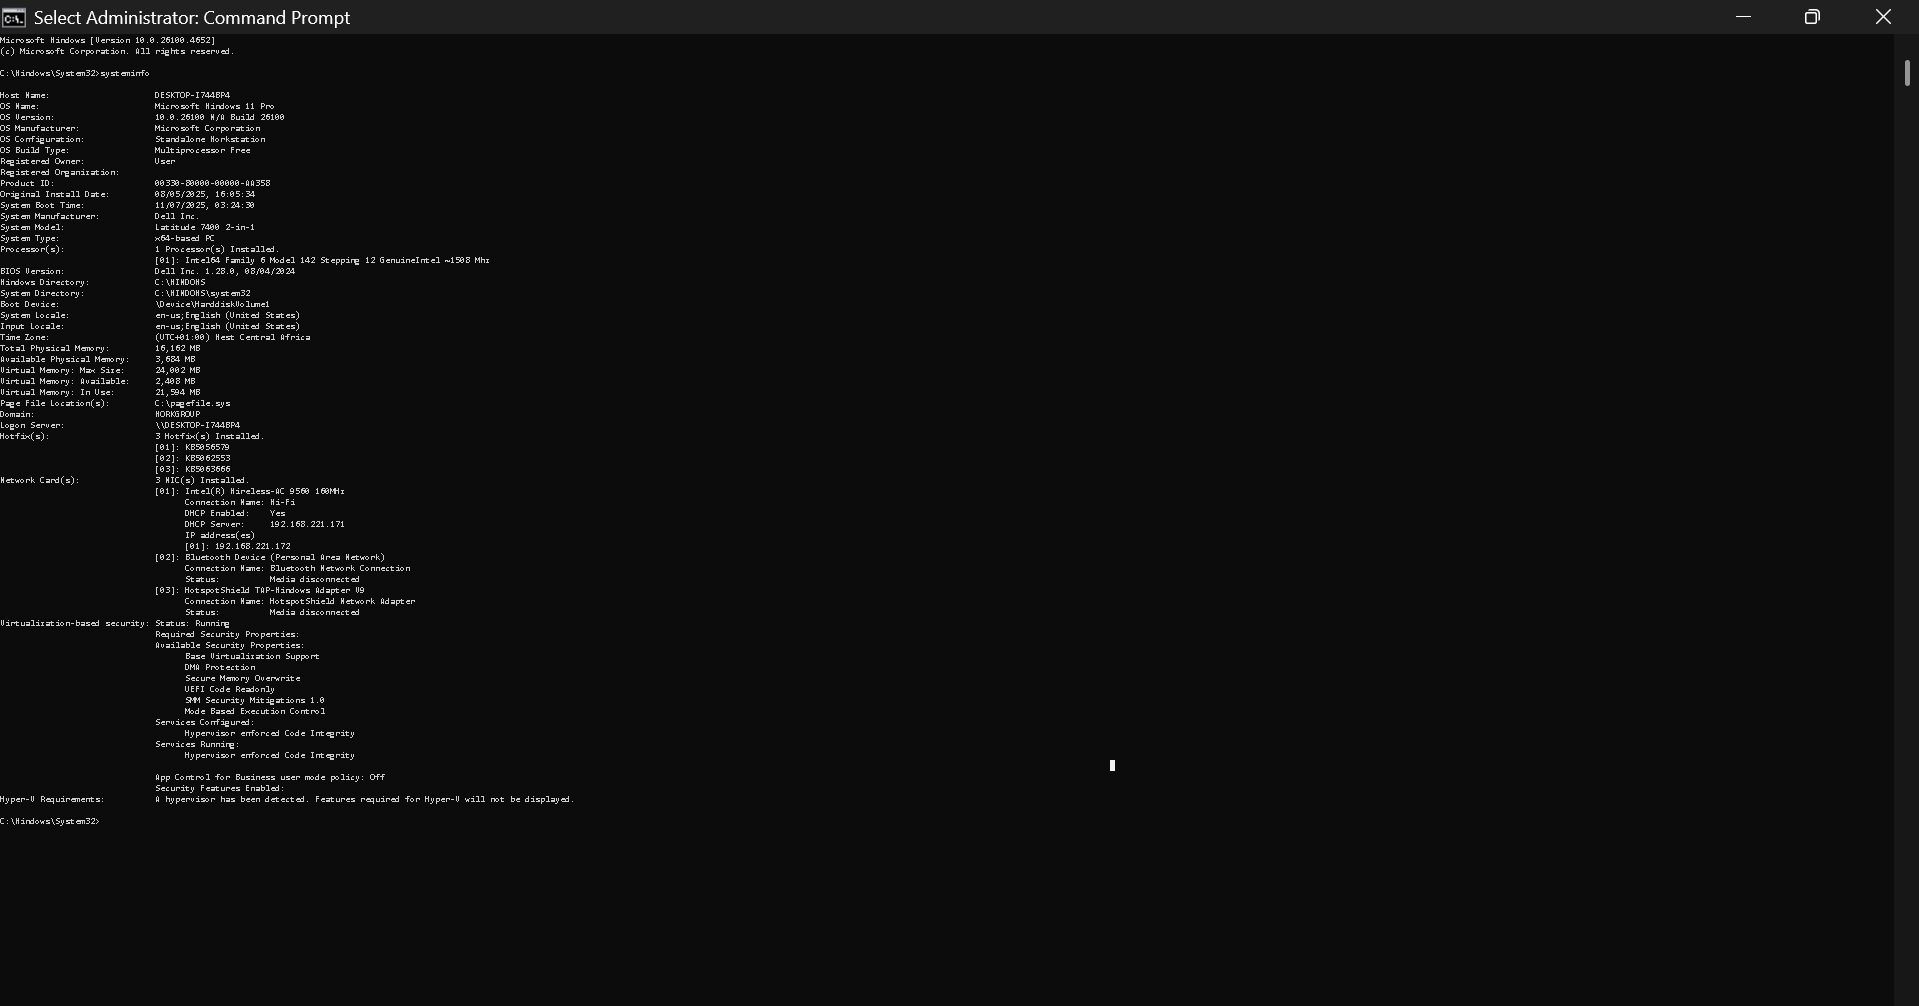 Select Administrator: Command Prompt
Microsoft Windows [Version 10.0.26100.4652]
(c) Microsoft Corporation. All rights reserved.
C:\Windows\System32>systeminfo
Host Name: DESKTOP-I744BP4
OS Name: Microsoft Windows 11 Pro
OS Version: 10.0.26100 N/A Build 26100
OS Manufacturer: Microsoft Corporation
OS Configuration: Standalone Workstation
OS Build Type: Multiprocessor Free
Registered Owner: User
Registered Organization:
Product ID: 00330-80000-00000-AA358
Original Install Date: 08/05/2025, 16:05:34
System Boot Time: 11/07/2025, 03:24:30
System Manufacturer: Dell Inc.
System Model: Latitude 7400 2-in-1
System Type: x64-based PC
Processor(s): 1 Processor(s) Installed.
[01]: Intel64 Family 6 Model 142 Stepping 12 GenuineIntel ~1508 Mhz
BIOS Version: Dell Inc. 1.28.0, 08/04/2024
Windows Directory: C:\WINDOWS
System Directory: C:\WINDOWS\system32
Boot Device: \Device\HarddiskVolume1
System Locale: en-us;English (United States)
Input Locale: en-us;English (United States)
Time Zone: (UTC+01:00) West Central Africa
Total Physical Memory: 16,162 MB
Available Physical Memory: 3,684 MB
Virtual Memory: Max Size: 24,002 MB
Virtual Memory: Available: 2,408 MB
Virtual Memory: In Use: 21,594 MB
Page File Location(s): C:\pagefile.sys
Domain: WORKGROUP
Logon Server: \\DESKTOP-I744BP4
Hotfix(s): 3 Hotfix(s) Installed.
[01]: KB5056579
[02]: KB5062553
[03]: KB5063666
Network Card(s): 3 NIC(s) Installed.
[01]: Intel(R) Wireless-AC 9560 160MHz
Connection Name: Wi-Fi
DHCP Enabled: Yes
DHCP Server: 192.168.221.171
IP address(es)
[01]: 192.168.221.172
[02]: Bluetooth Device (Personal Area Network)
Connection Name: Bluetooth Network Connection
Status: Media disconnected
[03]: HotspotShield TAP-Windows Adapter V9
Connection Name: HotspotShield Network Adapter
Status: Media disconnected
Virtualization-based security: Status: Running
Required Security Properties:
Available Security Properties:
Base Virtualization Support
DMA Protection
Secure Memory Overwrite
UEFI Code Readonly
SMM Security Mitigations 1.0
Mode Based Execution Control
Services Configured:
Hypervisor enforced Code Integrity
Services Running:
Hypervisor enforced Code Integrity
App Control for Business user mode policy: Off
Security Features Enabled:
Hyper-V Requirements: A hypervisor has been detected. Features required for Hyper-V will not be displayed.
C:\Windows\System32>